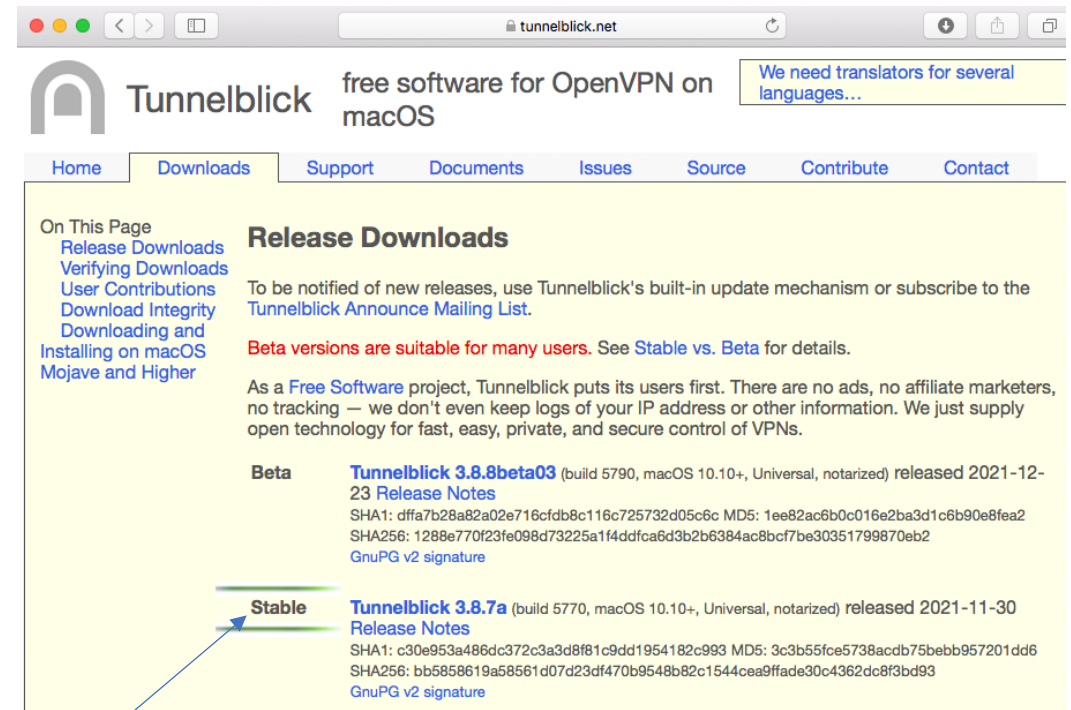 tunnelblick.net
Tunnelblick
free software for OpenVPN on
macOS
We need translators for several
languages...
Home Downloads Support Documents Issues Source Contribute Contact
On This Page
Release Downloads
Verifying Downloads
User Contributions
Download Integrity
Downloading and
Installing on macOS
Mojave and Higher
Release Downloads
To be notified of new releases, use Tunnelblick's built-in update mechanism or subscribe to the
Tunnelblick Announce Mailing List.
Beta versions are suitable for many users. See Stable vs. Beta for details.
As a Free Software project, Tunnelblick puts its users first. There are no ads, no affiliate marketers,
no tracking — we don't even keep logs of your IP address or other information. We just supply
open technology for fast, easy, private, and secure control of VPNs.
Beta Tunnelblick 3.8.8beta03 (build 5790, macOS 10.10+, Universal, notarized) released 2021-12-
23 Release Notes
SHA1: dffa7b28a82a02e716cfdb8c116c725732d05c6c MD5: 1ee82ac6b0c016e2ba3d1c6b90e8fea2
SHA256: 1288e770f23fe098d73225a1f4ddfca6d3b2b6384ac8bcf7be30351799870eb2
GnuPG v2 signature
Stable Tunnelblick 3.8.7a (build 5770, macOS 10.10+, Universal, notarized) released 2021-11-30
Release Notes
SHA1: c30e953a486dc372c3a3d8f81c9dd1954182c993 MD5: 3c3b55fce5738acdb75bebb957201dd6
SHA256: bb5858619a58561d07d23df470b9548b82c1544cea9ffade30c4362dc8f3bd93
GnuPG v2 signature